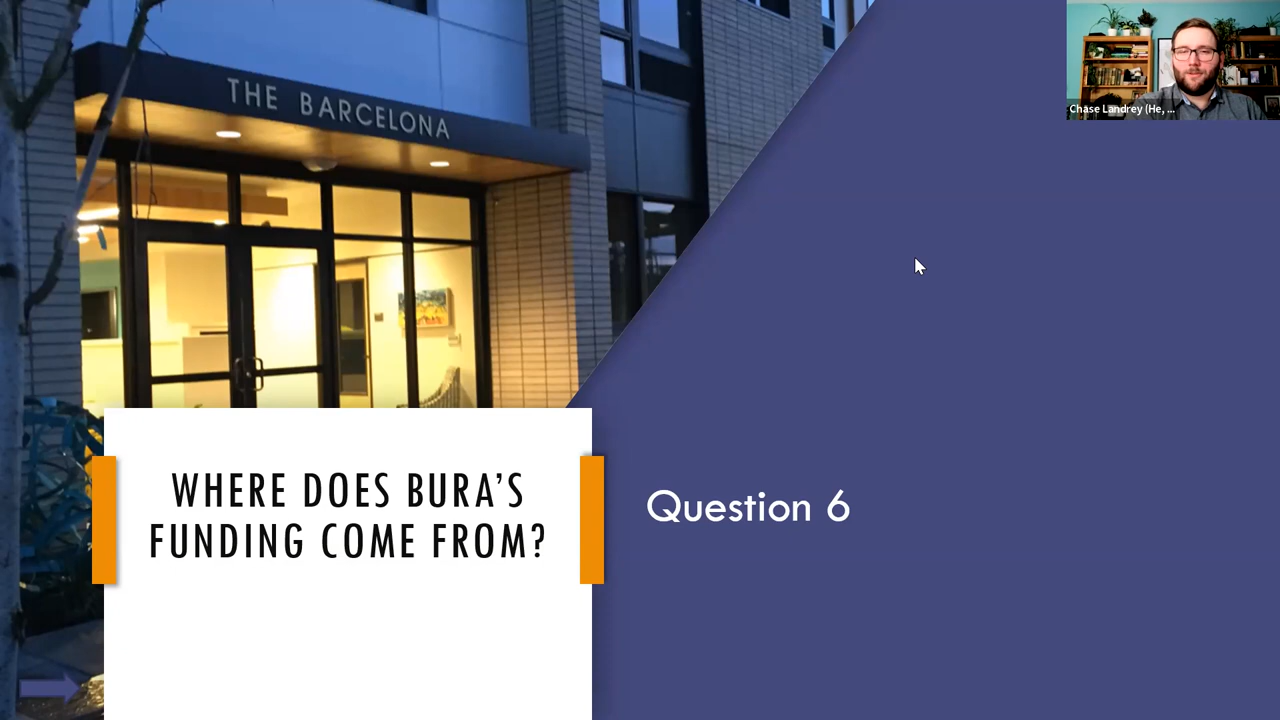 THE BARCELONA
Chase Landrey (He, ...
WHERE DOES BURA'S
FUNDING COME FROM?
Question 6